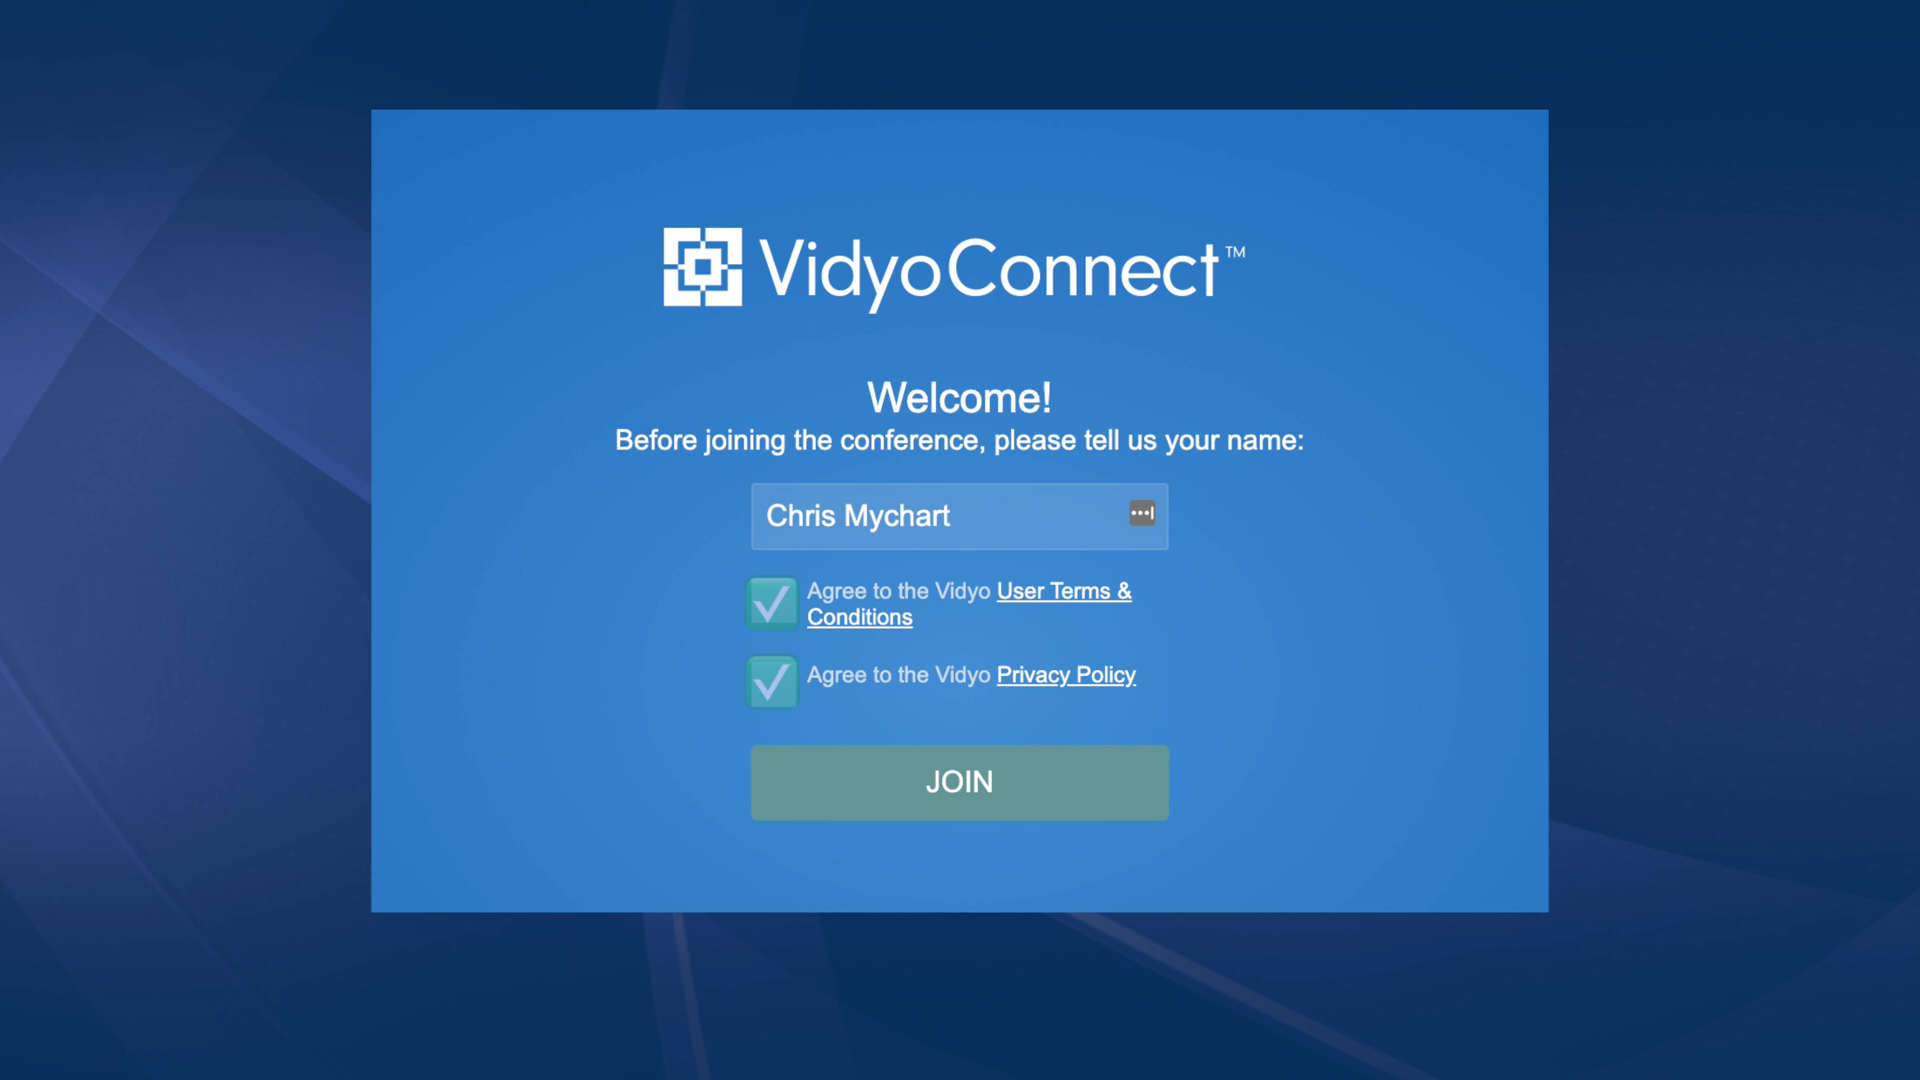 VidyoConnect™
Welcome!
Before joining the conference, please tell us your name:
Chris Mychart
Agree to the Vidyo User Terms &
Conditions
Agree to the Vidyo Privacy Policy
JOIN